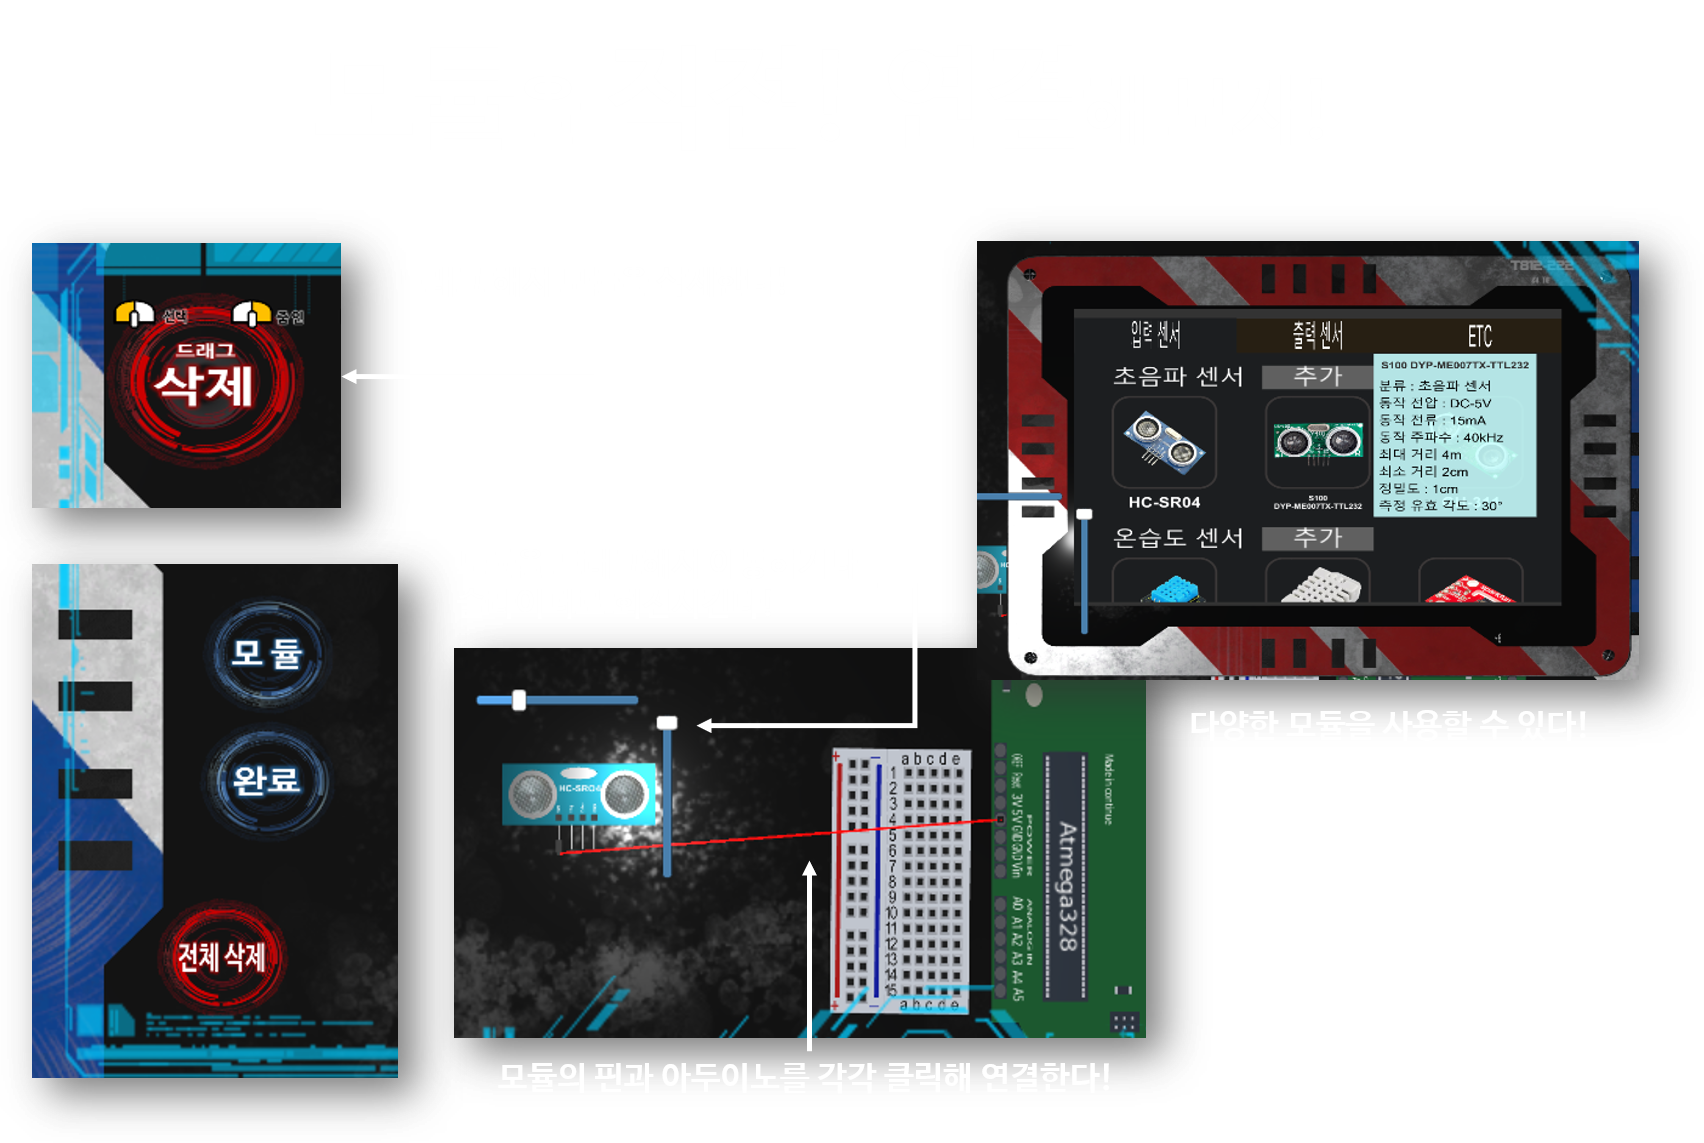 선택
줌 인
드래그
삭제
모듈
완료
전체 삭제
T812-222
입력 센서
출력 센서
ETC
초음파 센서
추가
S100 DYP-ME007TX-TTL232
분류 : 초음파 센서
동작 전압 : DC-5V
동작 전류 : 15mA
동작 주파수 : 40kHz
최대 거리 4m
최소 거리 2cm
정밀도 : 1cm
측정 유효 각도 : 30°
HC-SR04
S100
DYP-ME007TX-TTL232
온습도 센서
추가
다양한 모듈을 사용할 수 있다!
HC-SR04
+ −
a b c d e
1
2
3
4
5
6
7
8
9
10
11
12
13
14
15
a b c d e
+ −
3V 5V GND GND Vin
POWER
A0 A1 A2 A3 A4 A5
ANALOG IN
Atmega328
Made in continue
모듈의 핀과 아두이노를 각각 클릭해 연결한다!